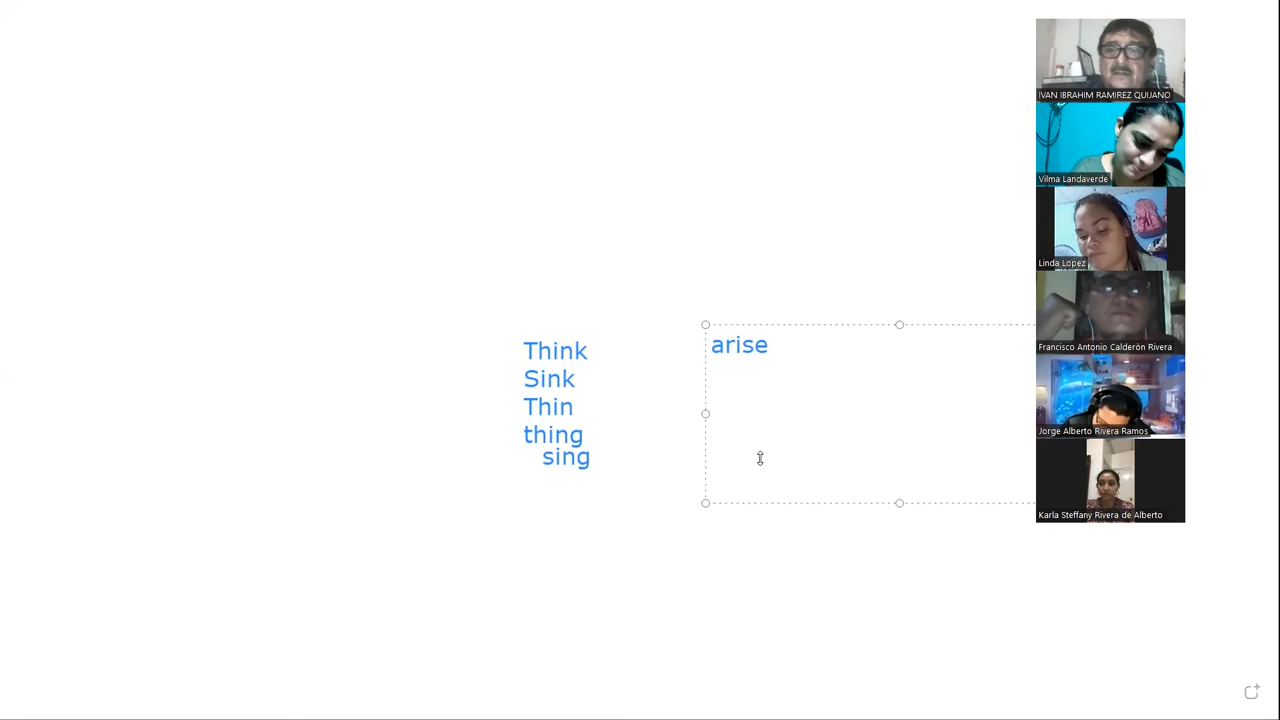 Think
Sink
Thin
thing
sing
arise
IVAN IBRAHIM RAMIREZ QUIJANO
Vilma Landaverde
Linda Lopez
Francisco Antonio Calderòn Rivera
Jorge Alberto Rivera Ramos
Karla Steffany Rivera de Alberto